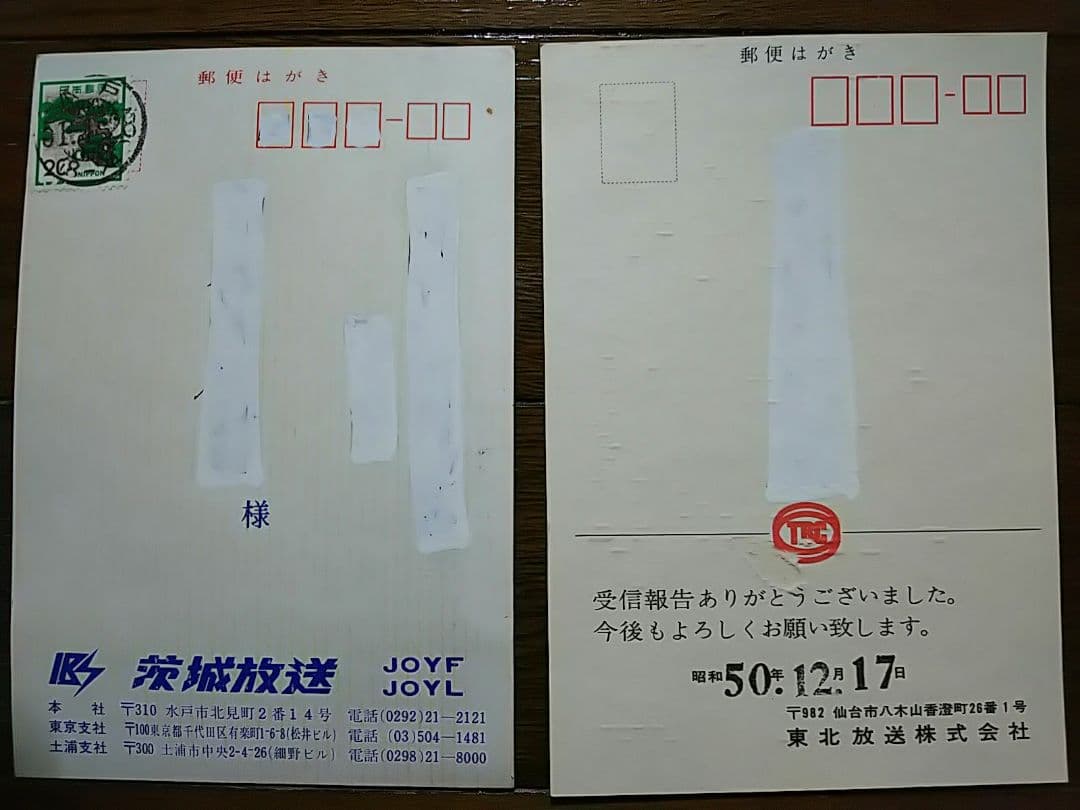 郵便はがき
NIPPON
様
IBS 茨城放送 JOYF
JOYL
本社 〒310 水戸市北見町2番14号 電話(0292)21-2121
東京支社 〒100東京都千代田区有楽町1-6-8(松井ビル) 電話(03)504-1481
土浦支社 〒300 土浦市中央2-4-26(細野ビル) 電話(0298)21-8000
郵便はがき
TBC
受信報告ありがとうございました。
今後もよろしくお願い致します。
昭和50年12月17日
〒982 仙台市八木山香澄町26番1号
東北放送株式会社